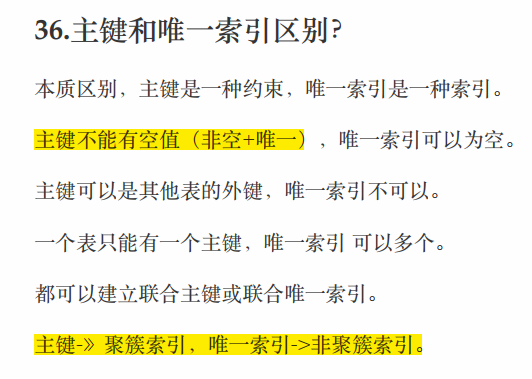 36.主键和唯一索引区别?
本质区别，主键是一种约束，唯一索引是一种索引。
主键不能有空值（非空+唯一），唯一索引可以为空。
主键可以是其他表的外键，唯一索引不可以。
一个表只能有一个主键，唯一索引 可以多个。
都可以建立联合主键或联合唯一索引。
主键-》聚簇索引，唯一索引->非聚簇索引。